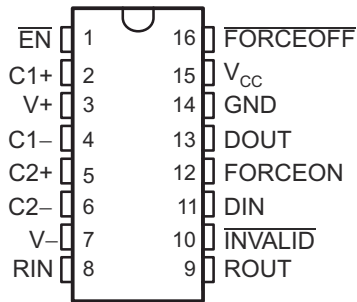 EN 1 16 FORCEOFF
C1+ 2 15 VCC
V+ 3 14 GND
C1− 4 13 DOUT
C2+ 5 12 FORCEON
C2− 6 11 DIN
V− 7 10 INVALID
RIN 8 9 ROUT